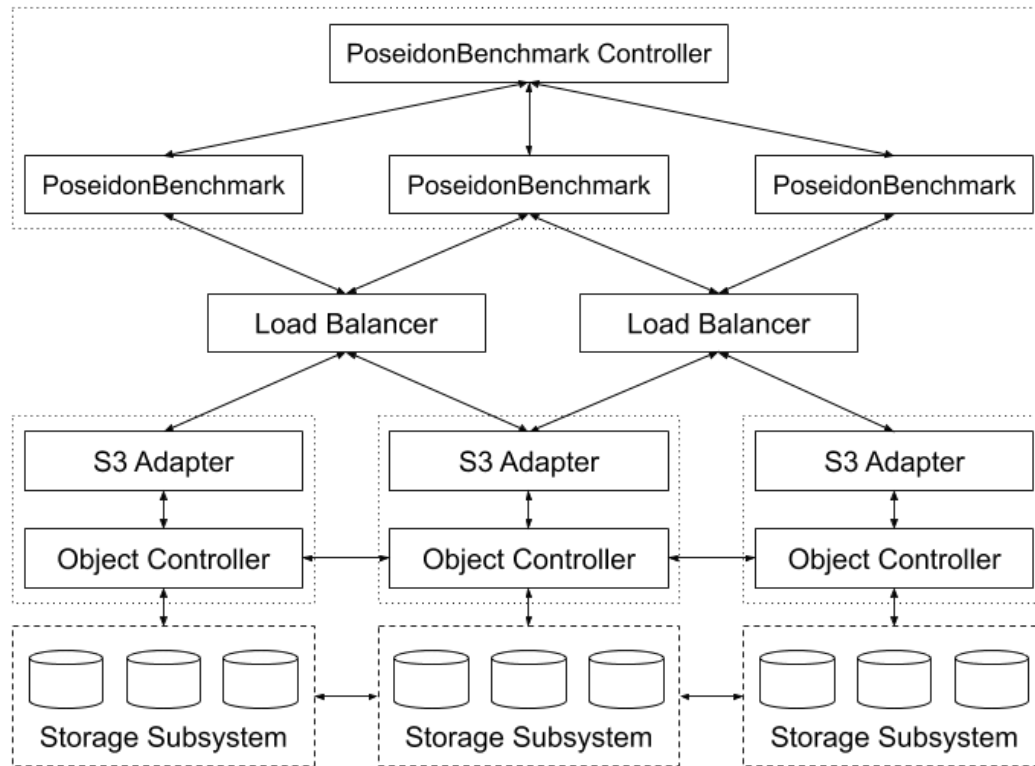 PoseidonBenchmark Controller
PoseidonBenchmark PoseidonBenchmark PoseidonBenchmark
Load Balancer Load Balancer
S3 Adapter S3 Adapter S3 Adapter
Object Controller Object Controller Object Controller
Storage Subsystem Storage Subsystem Storage Subsystem